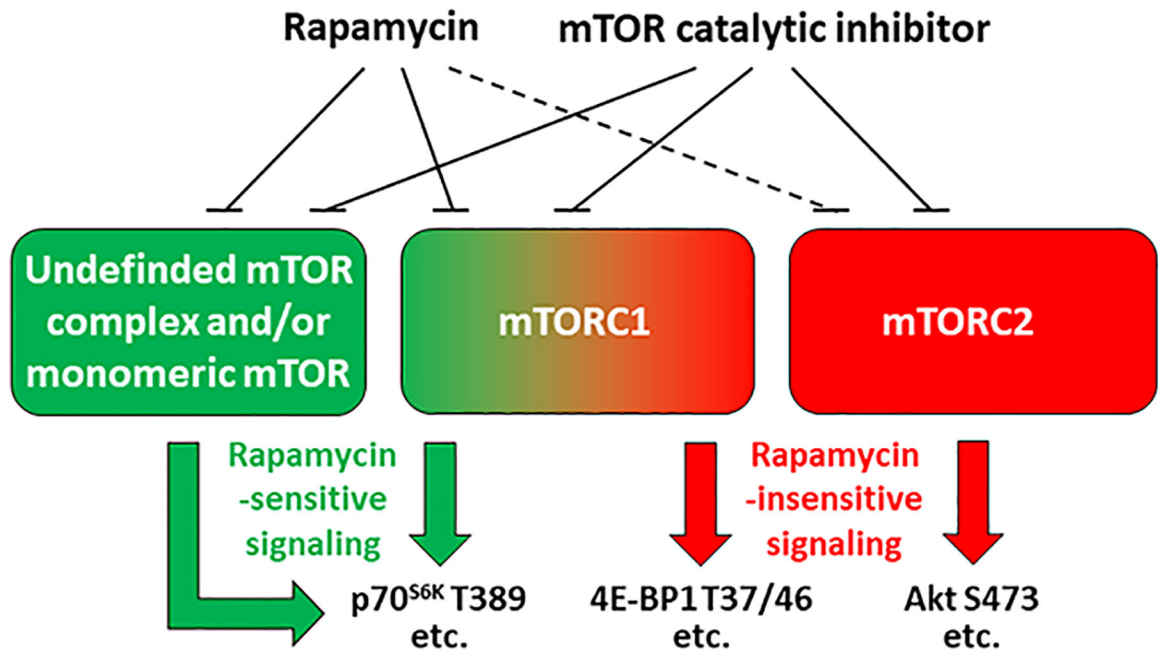 Rapamycin
mTOR catalytic inhibitor
Undefinded mTOR
complex and/or
monomeric mTOR
mTORC1
mTORC2
Rapamycin
-sensitive
signaling
Rapamycin
-insensitive
signaling
p70S6K T389
etc.
4E-BP1 T37/46
etc.
Akt S473
etc.